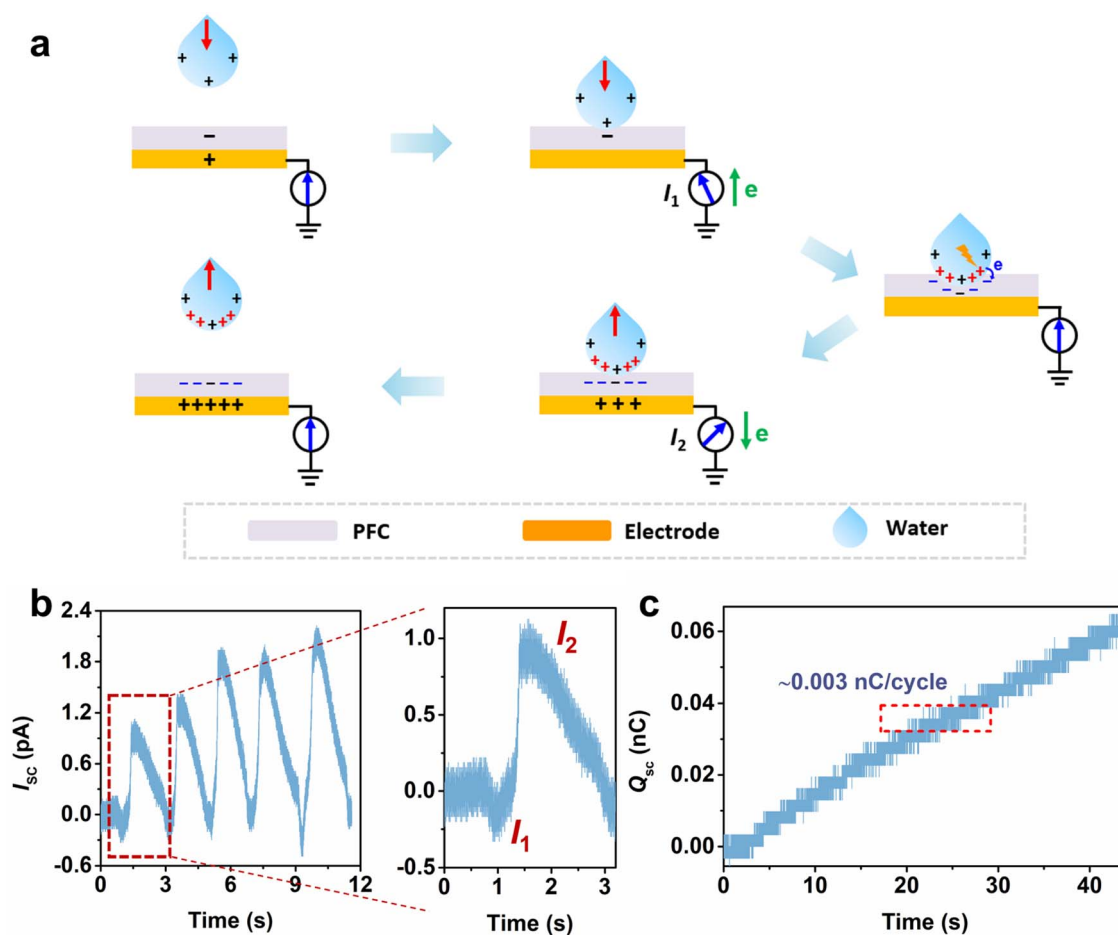 a
+ + +
−
+
+ + +
−
I1
e
+ + + + + + +
e
− − − − −
+ + + + + + +
− − − − −
+++++
+ + + + + + +
− − − − −
+ + +
I2
e
PFC
Electrode
Water
b
2.4
1.8
1.2
0.6
0.0
-0.6
Isc (pA)
0 3 6 9 12
Time (s)
1.0
0.5
0.0
-0.5
I1
I2
0 1 2 3
Time (s)
c
0.06
0.04
0.02
0.00
Qsc (nC)
~0.003 nC/cycle
0 10 20 30 40
Time (s)